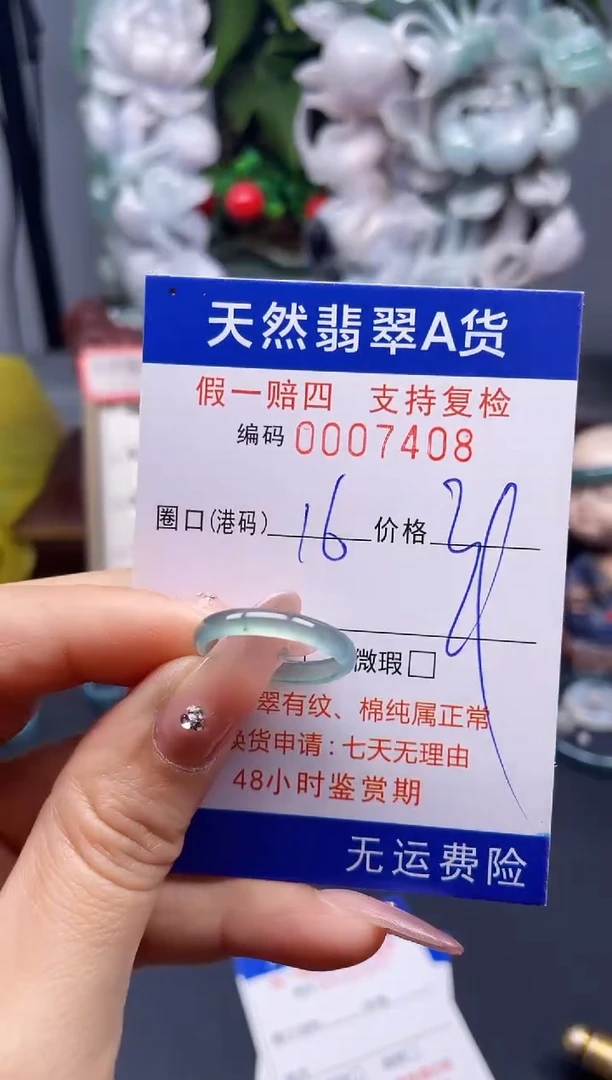 天然翡翠A货
假一赔四 支持复检
编码 0007408
圈口(港码) 16 价格
微瑕□
翠有纹、棉纯属正常
换货申请:七天无理由
48小时鉴赏期
无运费险